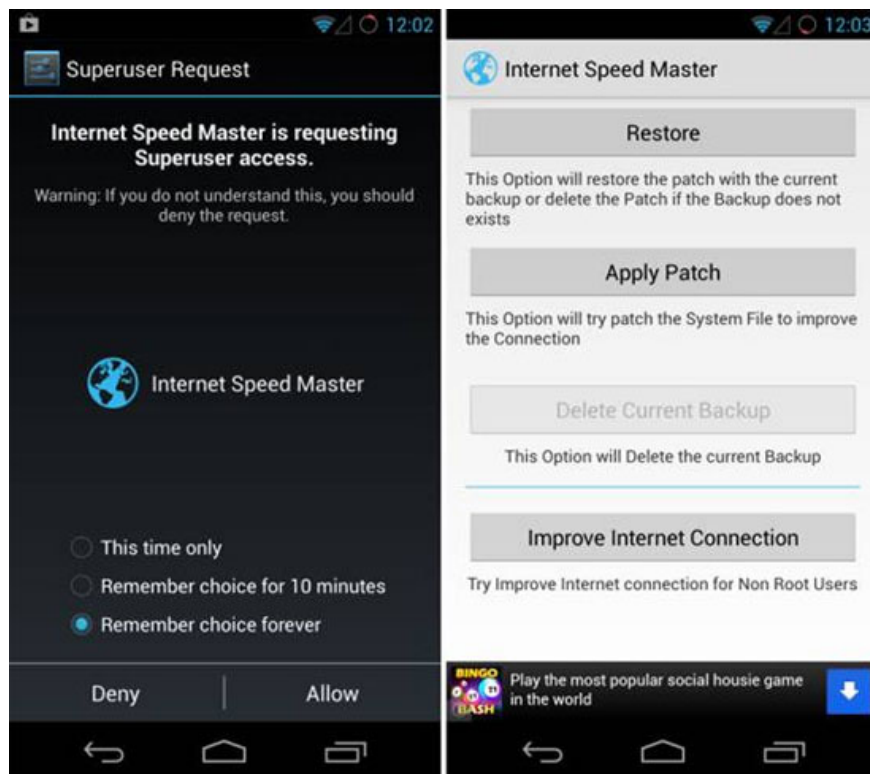 12:02
Superuser Request
Internet Speed Master is requesting
Superuser access.
Warning: If you do not understand this, you should
deny the request.
Internet Speed Master
This time only
Remember choice for 10 minutes
Remember choice forever
Deny
Allow
12:03
Internet Speed Master
Restore
This Option will restore the patch with the current
backup or delete the Patch if the Backup does not
exists
Apply Patch
This Option will try patch the System File to improve
the Connection
Delete Current Backup
This Option will Delete the current Backup
Improve Internet Connection
Try Improve Internet connection for Non Root Users
BINGO
BASH
Play the most popular social housie game
in the world